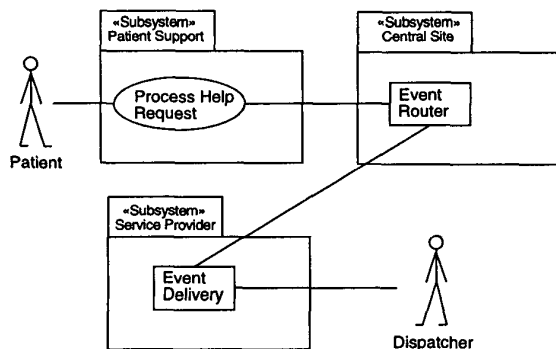 «Subsystem»
Patient Support
«Subsystem»
Central Site
Process Help
Request
Event
Router
Patient
«Subsystem»
Service Provider
Event
Delivery
Dispatcher